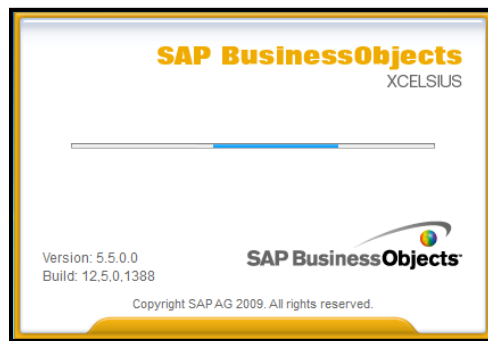 SAP BusinessObjects
XCELSIUS
SAP BusinessObjects™
Version: 5.5.0.0
Build: 12,5,0,1388
Copyright SAP AG 2009. All rights reserved.